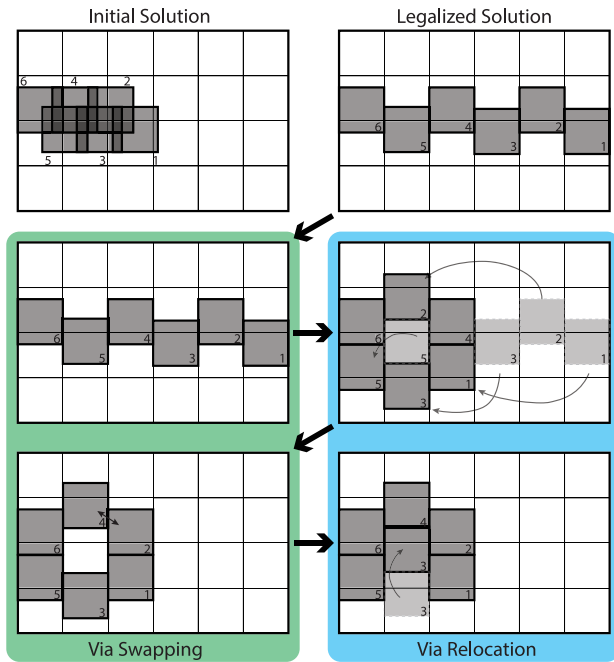 Initial Solution
Legalized Solution
6 4 2
5 3 1
6 5 4 3 2 1
6 5 4 3 2 1
2
6 5 4 3 2 1
5 3 1
4
6 2
5 3 1
4
6 3 2
5 3 1
Via Swapping
Via Relocation